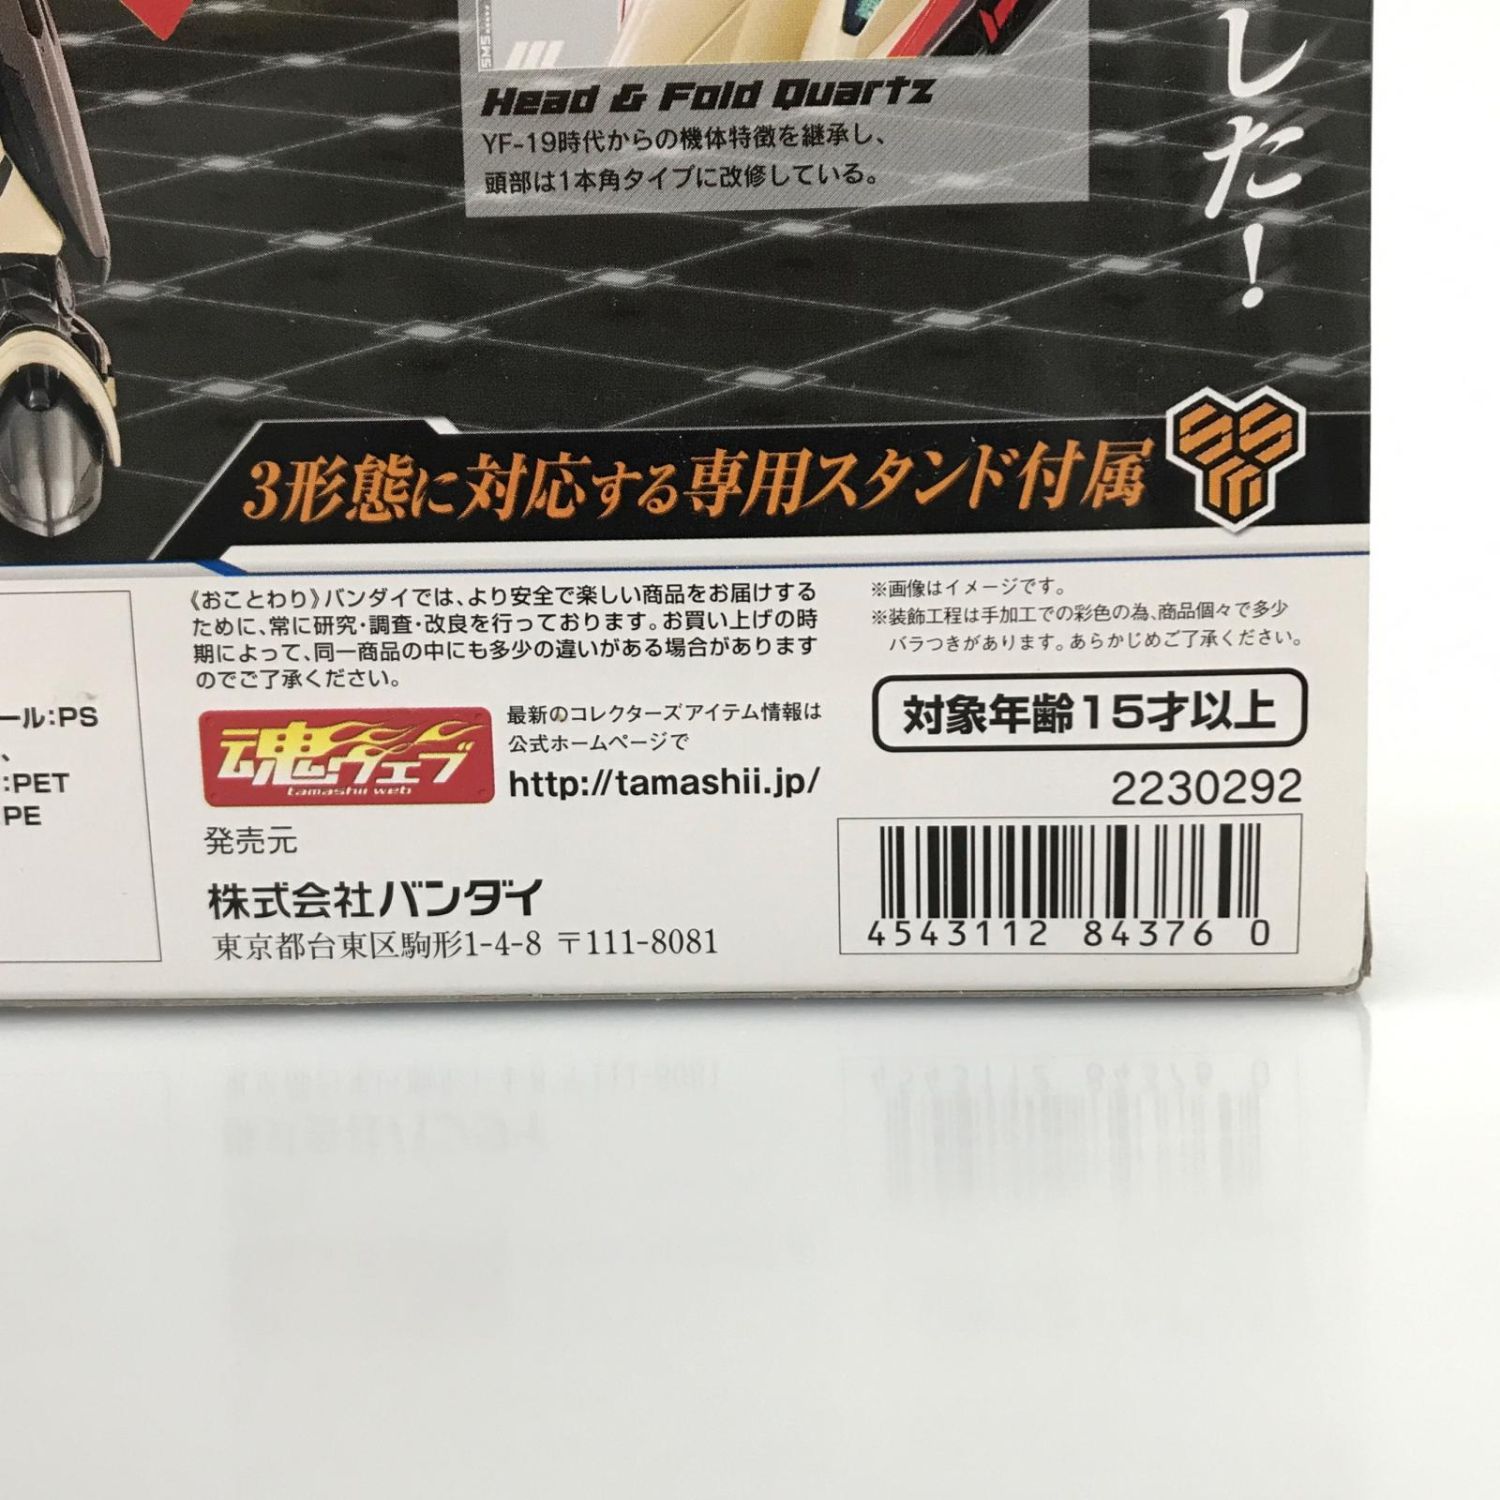 した!
SMS
Head & Fold Quartz
YF-19時代からの機体特徴を継承し、
頭部は1本角タイプに改修している。
3形態に対応する専用スタンド付属
《おことわり》バンダイでは、より安全で楽しい商品をお届けする
ために、常に研究・調査・改良を行っております。お買い上げの時
期によって、同一商品の中にも多少の違いがある場合があります
のでご了承ください。
※画像はイメージです。
※装飾工程は手加工での彩色の為、商品個々で多少
バラつきがあります。あらかじめご了承ください。
ール:PS
、
:PET
PE
魂ウェブ
tamashii web
最新のコレクターズアイテム情報は
公式ホームページで
http://tamashii.jp/
対象年齢15才以上
2230292
発売元
株式会社バンダイ
東京都台東区駒形1-4-8 〒111-8081
4543112 84376 0